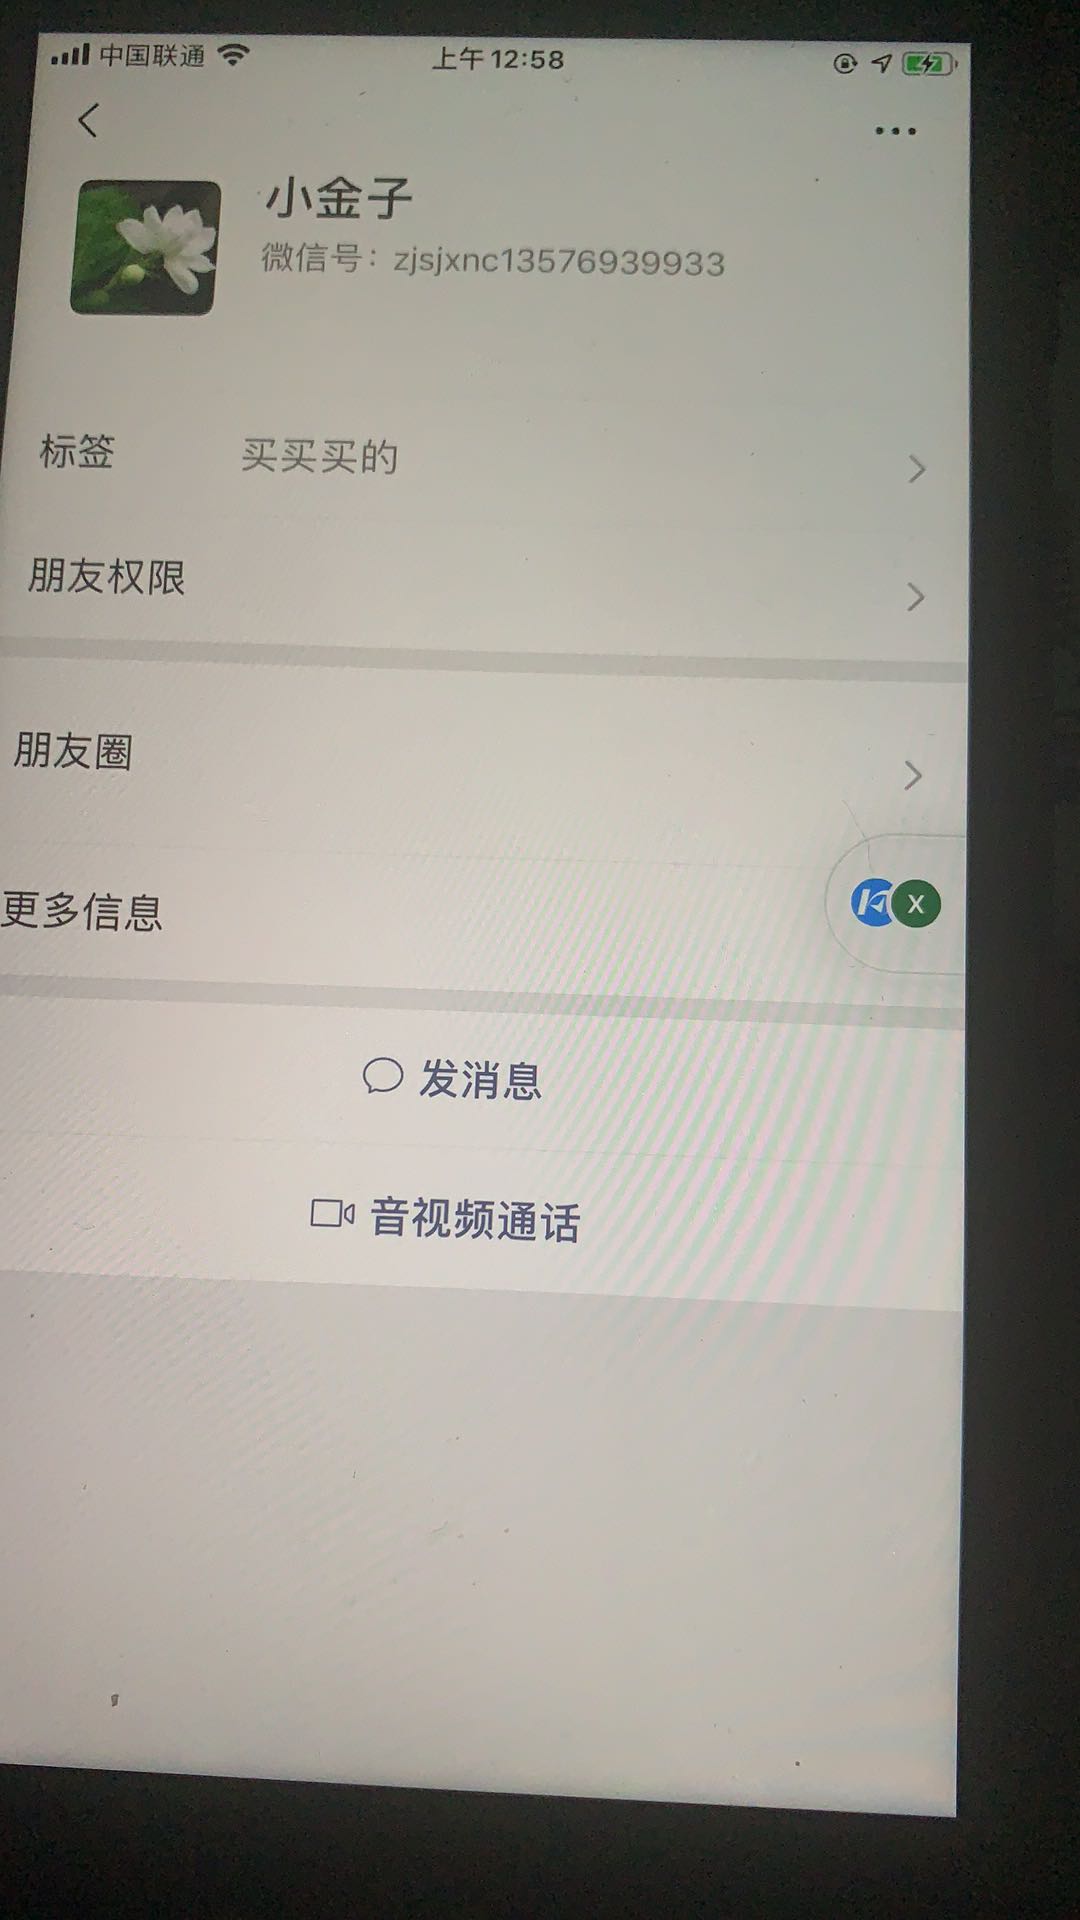 中国联通 上午12:58
小金子
微信号：zjsjxnc13576939933
标签 买买买的
朋友权限
朋友圈
更多信息
X
发消息
音视频通话